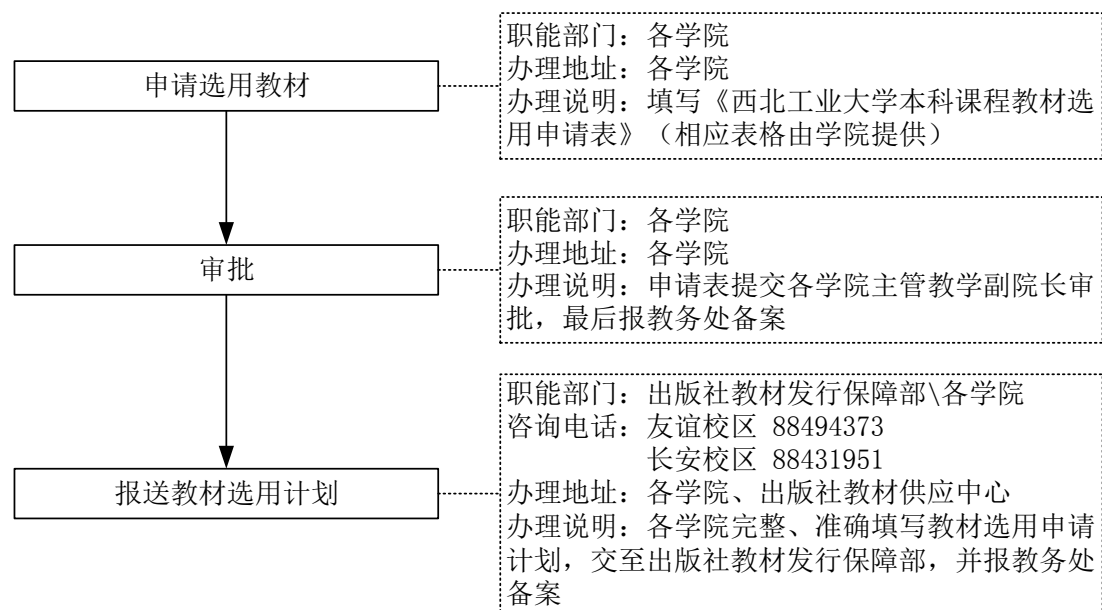 申请选用教材
职能部门：各学院
办理地址：各学院
办理说明：填写《西北工业大学本科课程教材选
用申请表》（相应表格由学院提供）
审批
职能部门：各学院
办理地址：各学院
办理说明：申请表提交各学院主管教学副院长审
批，最后报教务处备案
报送教材选用计划
职能部门：出版社教材发行保障部\各学院
咨询电话：友谊校区 88494373
长安校区 88431951
办理地址：各学院、出版社教材供应中心
办理说明：各学院完整、准确填写教材选用申请
计划，交至出版社教材发行保障部，并报教务处
备案